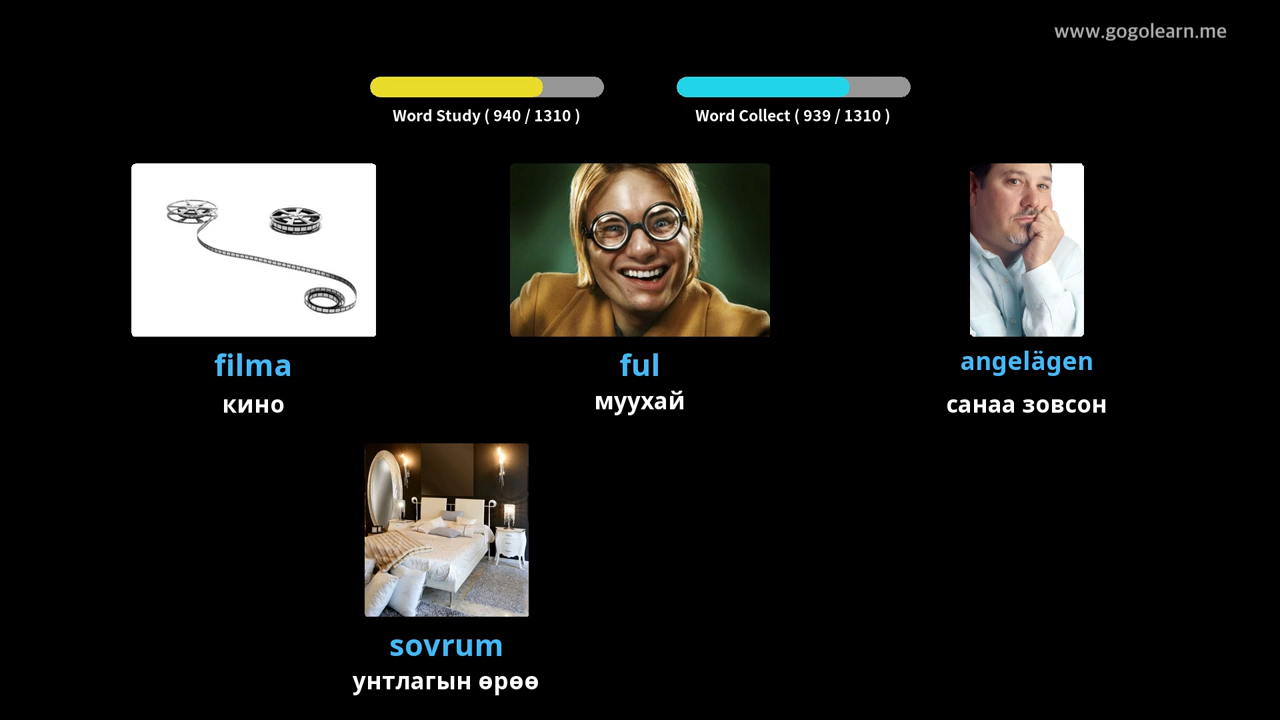 www.gogolearn.me
Word Study ( 940 / 1310 )
Word Collect ( 939 / 1310 )
filma
кино
ful
муухай
angelägen
санаа зовсон
sovrum
унтлагын өрөө